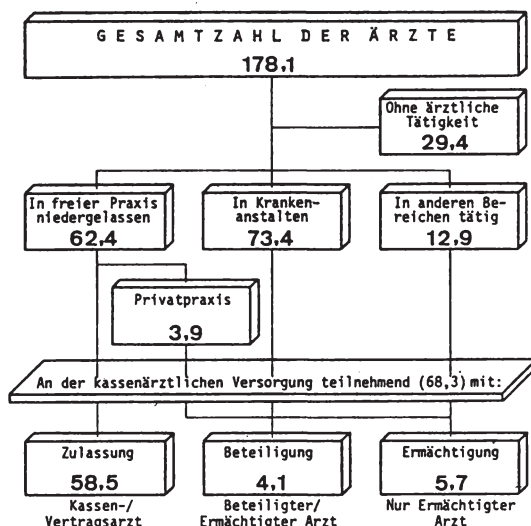 GESAMTZAHL DER ÄRZTE
178,1
Ohne ärztliche
Tätigkeit
29,4
In freier Praxis
niedergelassen
62,4
In Kranken-
anstalten
73,4
In anderen Be-
reichen tätig
12,9
Privatpraxis
3,9
An der kassenärztlichen Versorgung teilnehmend (68,3) mit:
Zulassung
58,5
Kassen-/
Vertragsarzt
Beteiligung
4,1
Beteiligter/
Ermächtigter Arzt
Ermächtigung
5,7
Nur Ermächtigter
Arzt